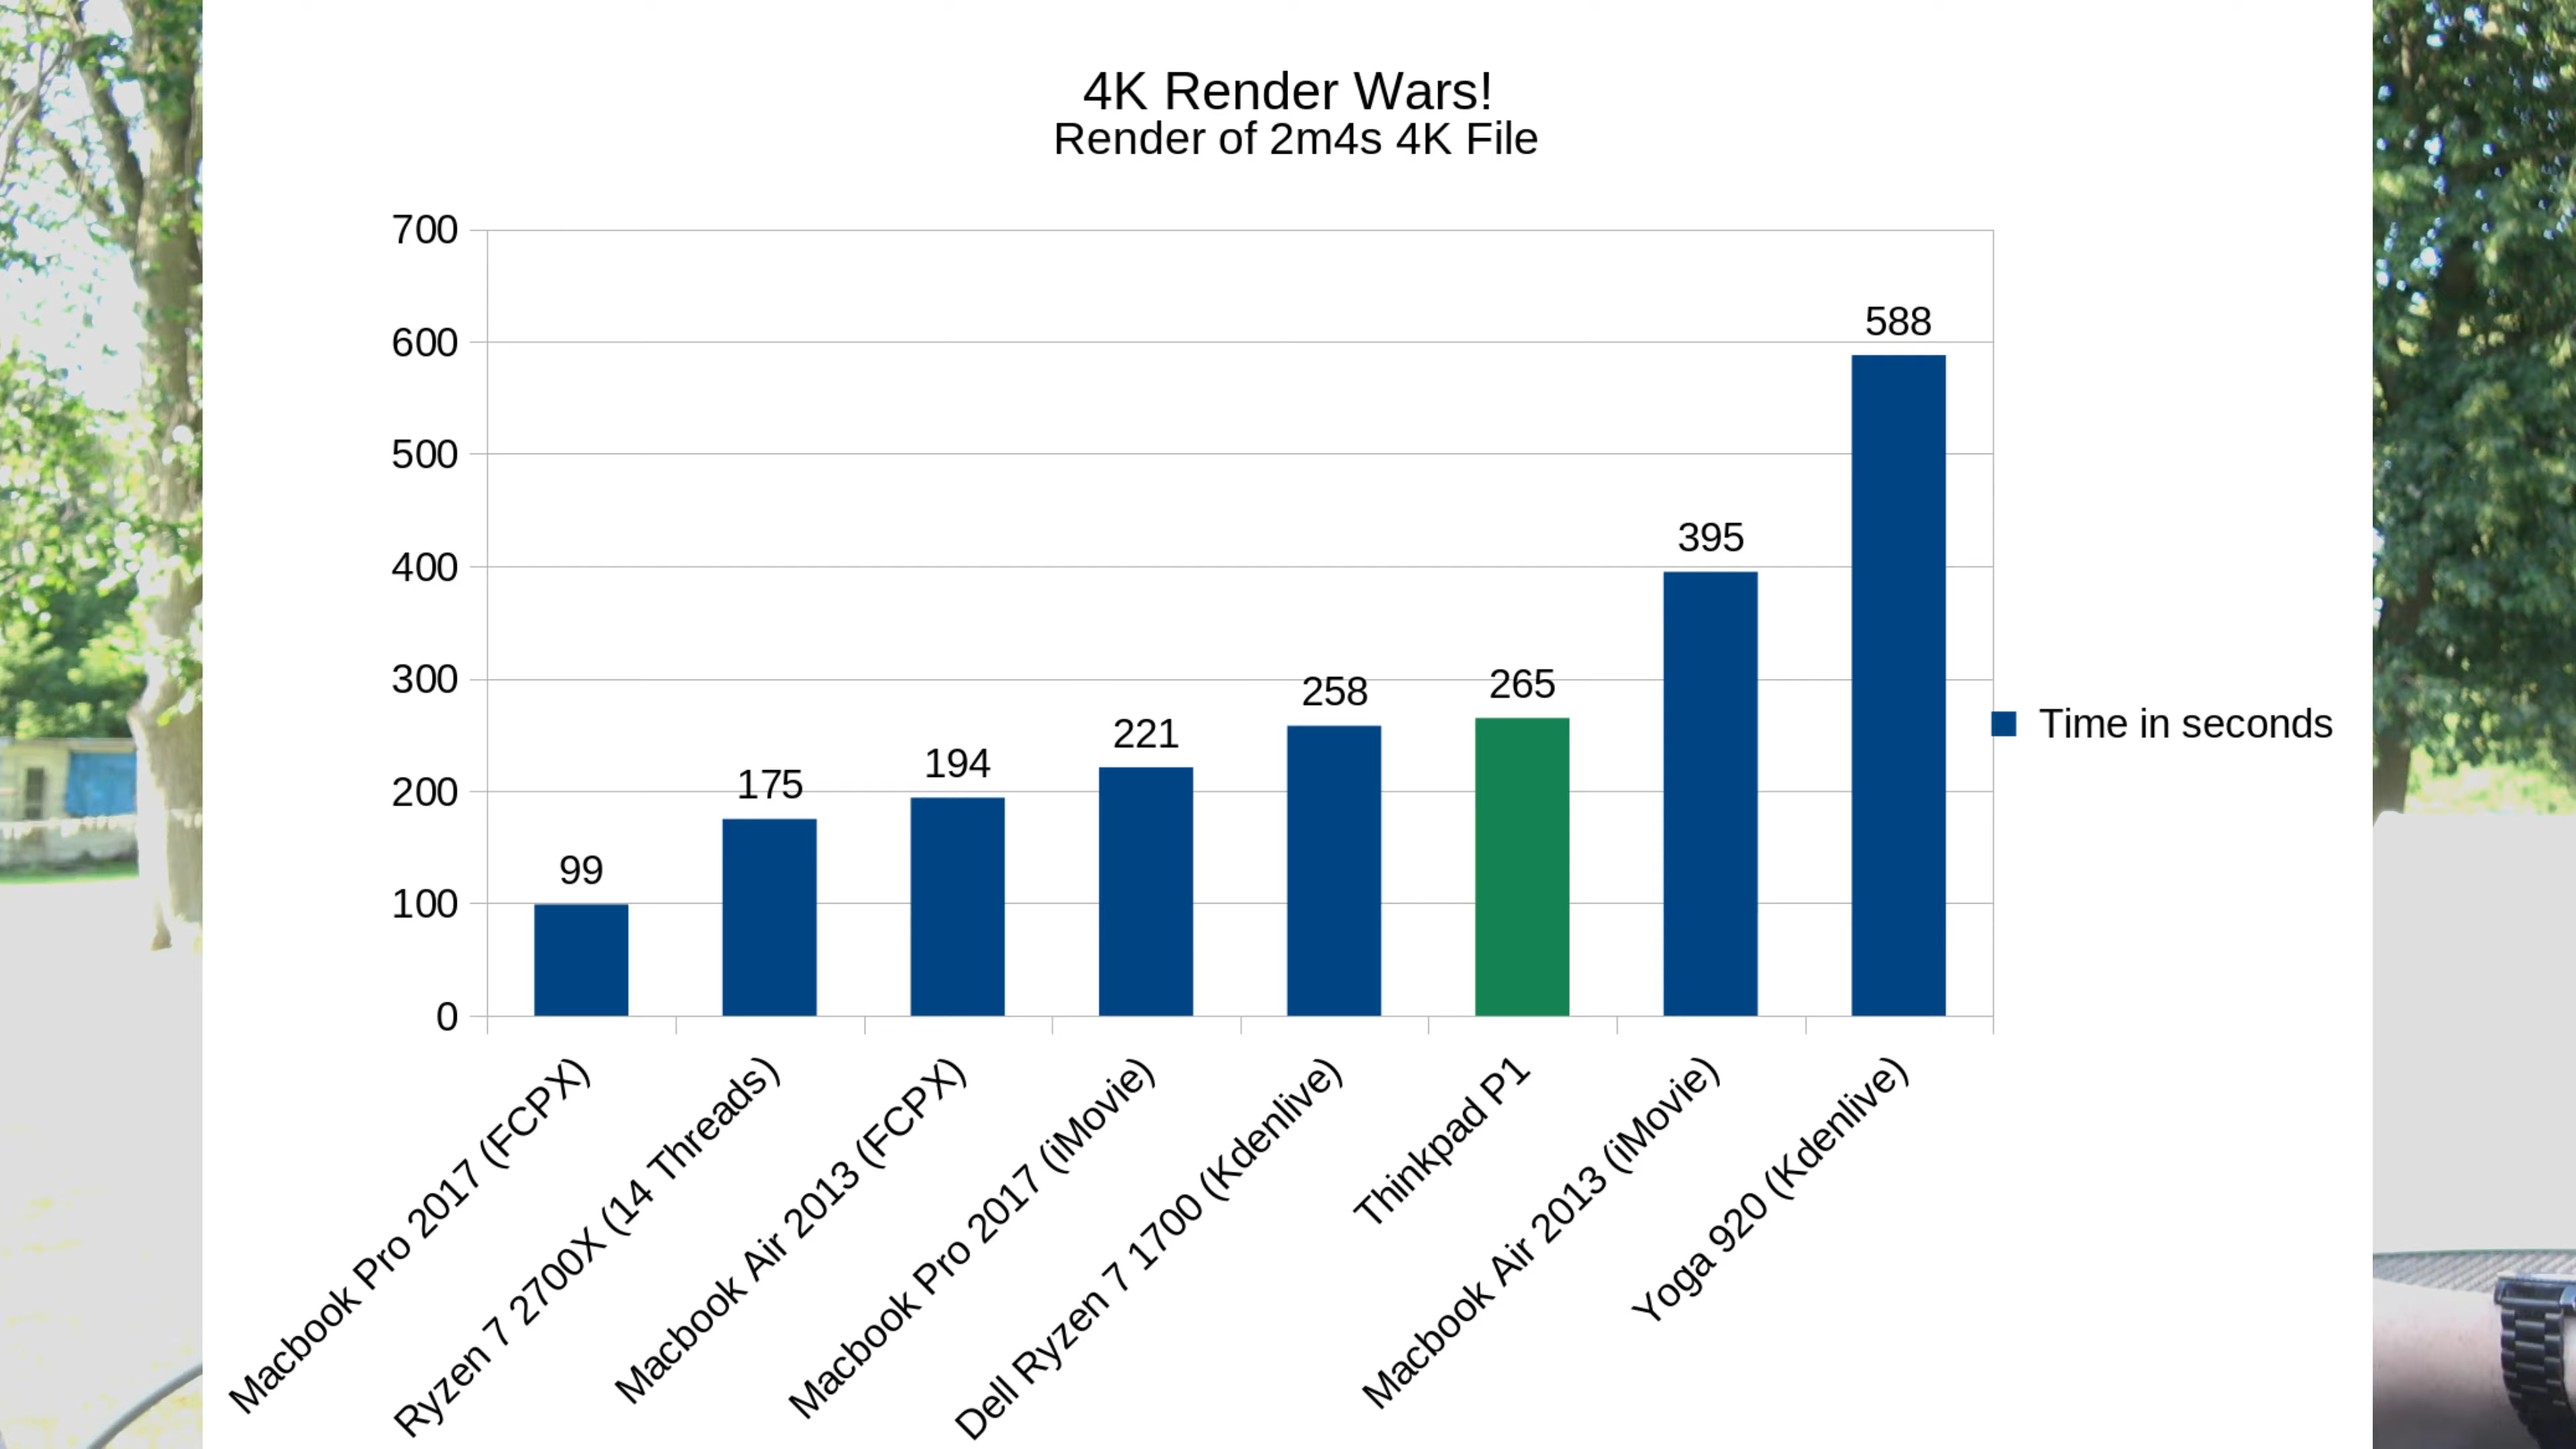 4K Render Wars!
Render of 2m4s 4K File
700
600
500
400
300
200
100
0
99
175
194
221
258
265
395
588
Time in seconds
Macbook Pro 2017 (FCPX)
Ryzen 7 2700X (14 Threads)
Macbook Air 2013 (FCPX)
Macbook Pro 2017 (iMovie)
Dell Ryzen 7 1700 (Kdenlive)
Thinkpad P1
Macbook Air 2013 (iMovie)
Yoga 920 (Kdenlive)